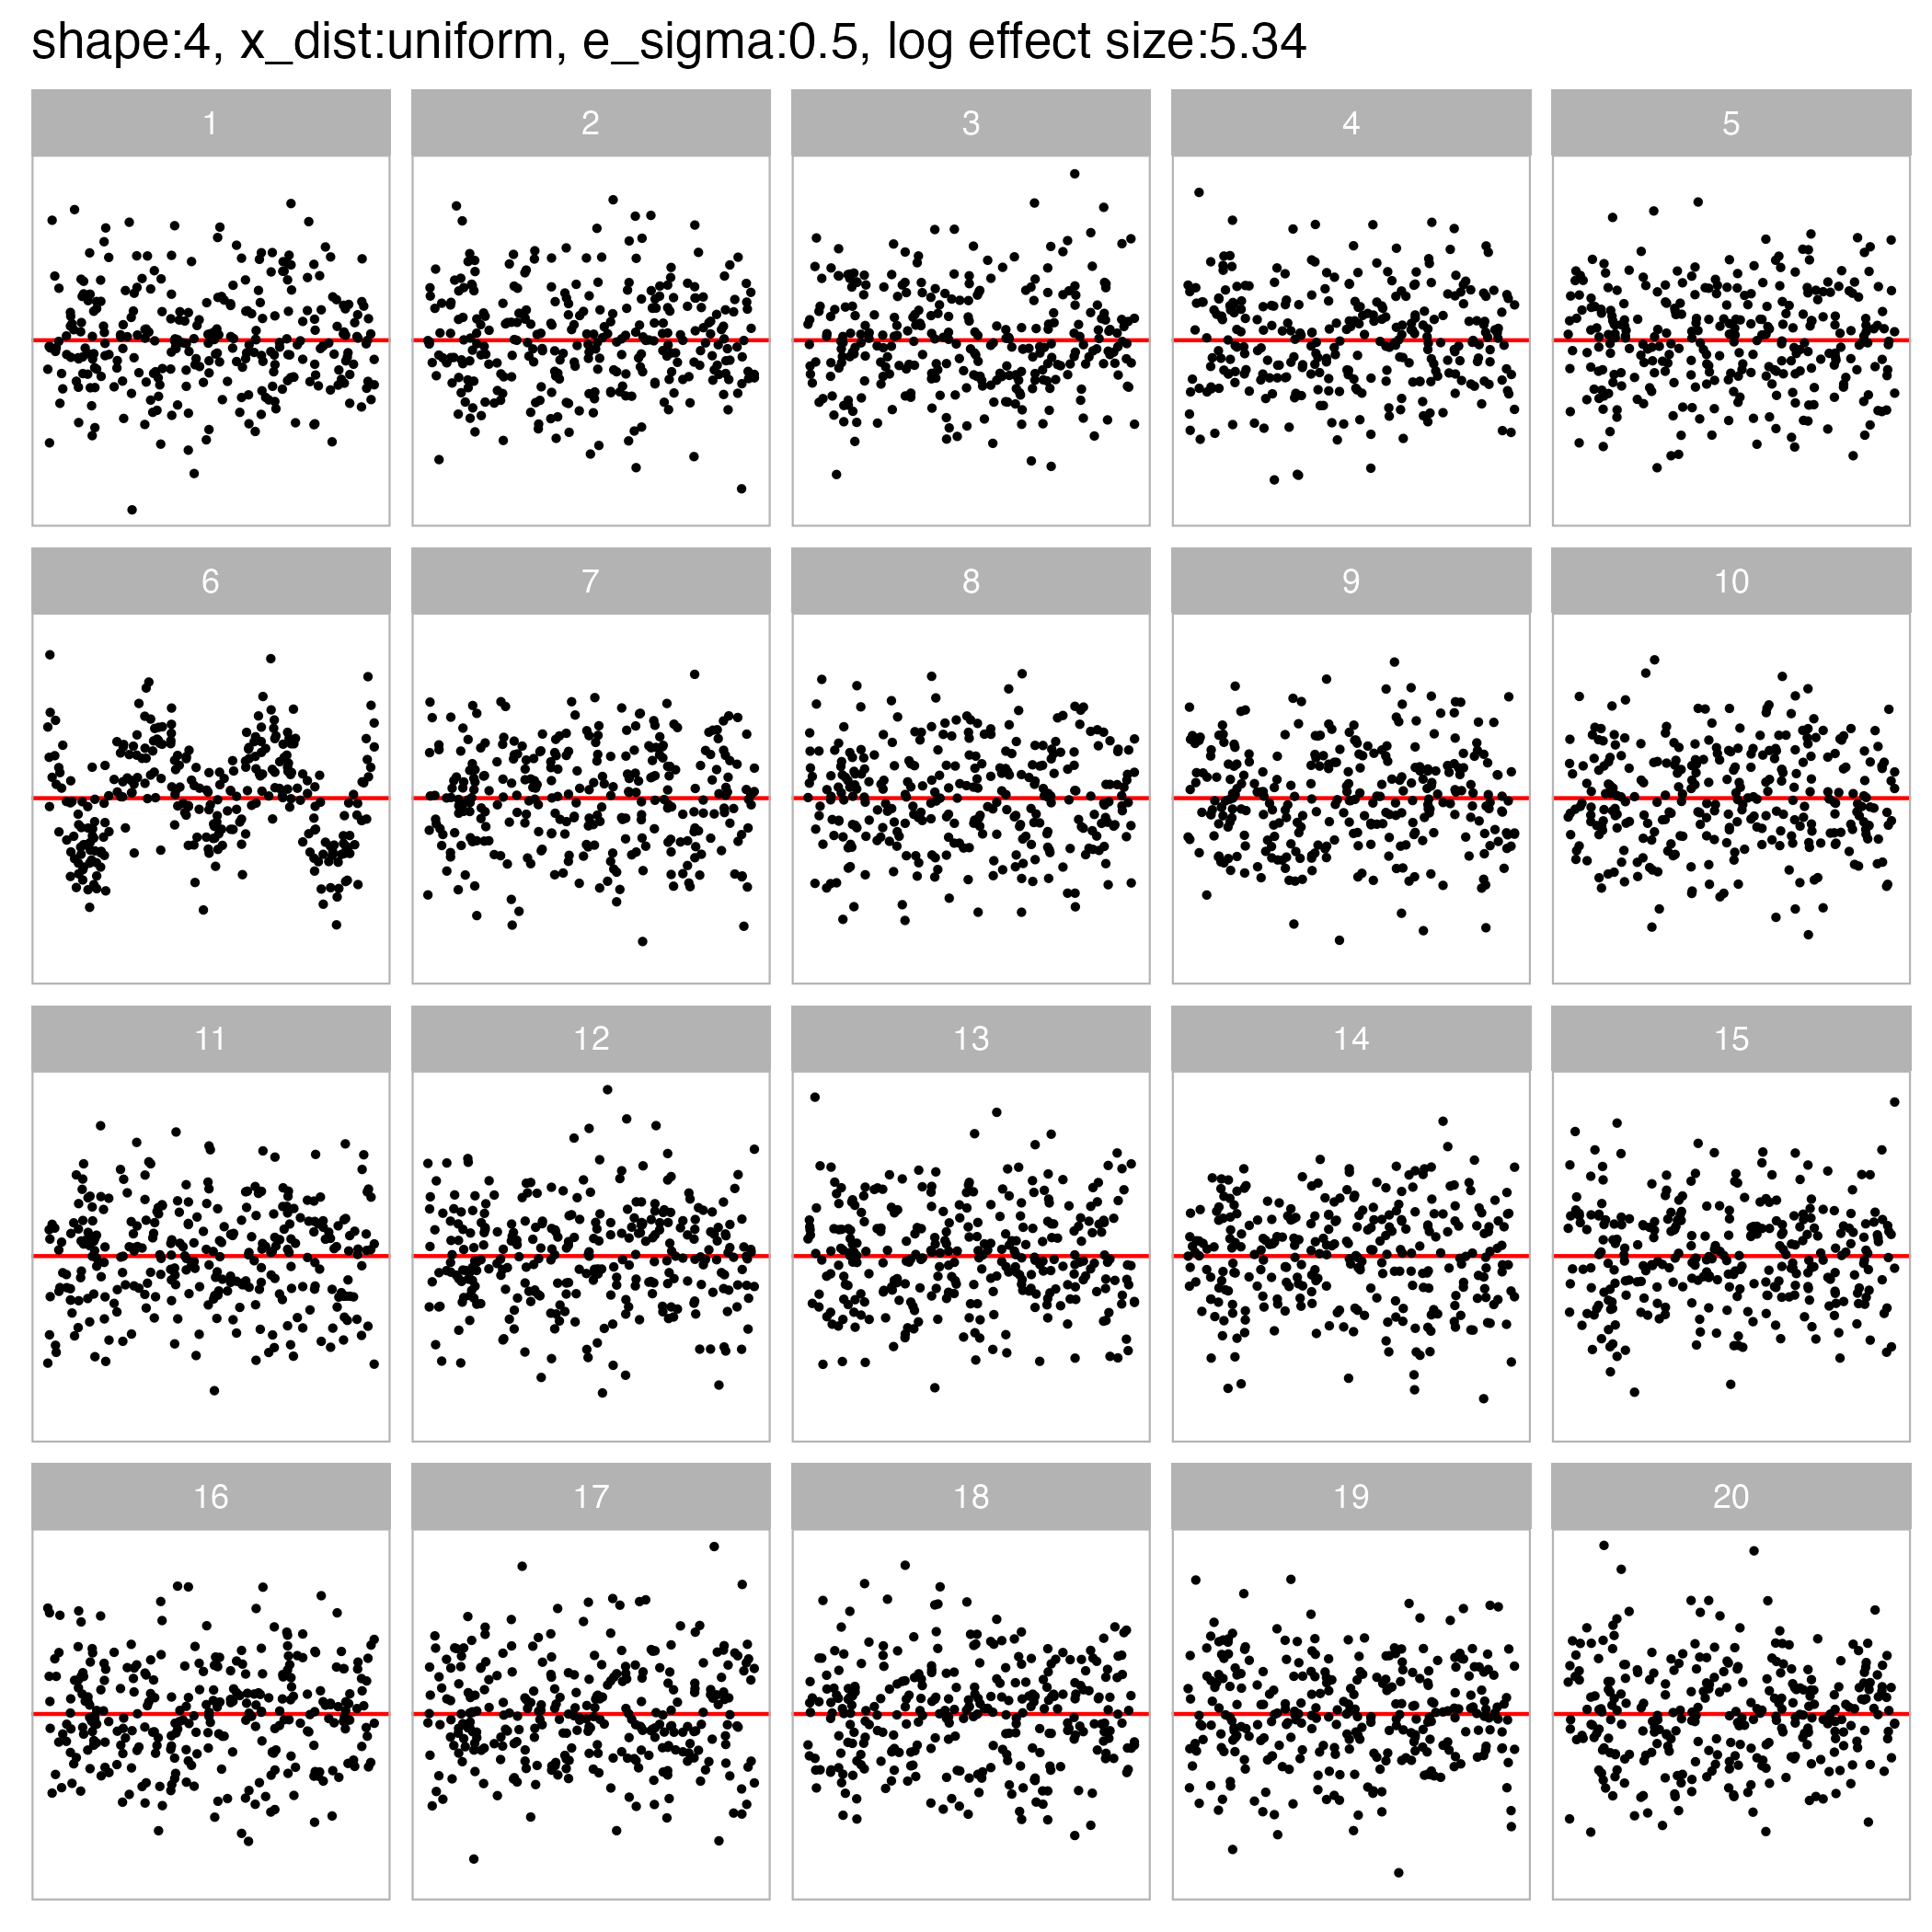 shape:4, x_dist:uniform, e_sigma:0.5, log effect size:5.34
1 2 3 4 5
6 7 8 9 10
11 12 13 14 15
16 17 18 19 20